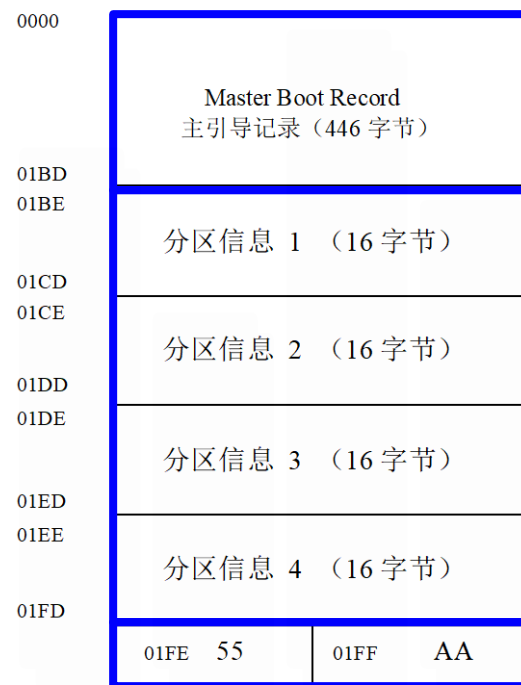 0000
Master Boot Record
主引导记录（446 字节）
01BD
01BE
分区信息 1 （16 字节）
01CD
01CE
分区信息 2 （16 字节）
01DD
01DE
分区信息 3 （16 字节）
01ED
01EE
分区信息 4 （16 字节）
01FD
01FE 55 01FF AA